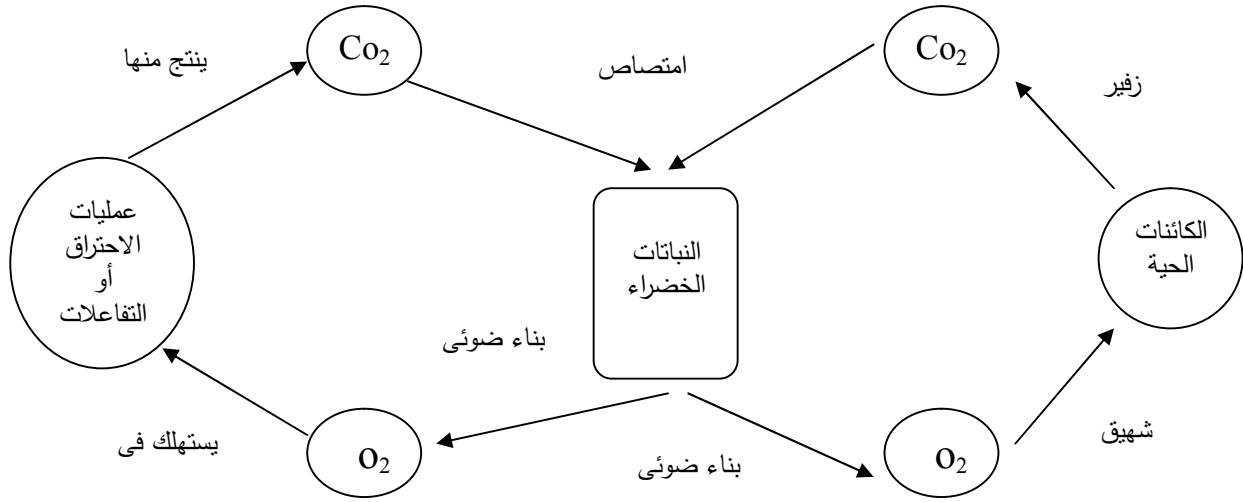 Co₂
Co₂
ينتج منها
امتصاص
زفير
عمليات
الاحتراق
أو
التفاعلات
النباتات
الخضراء
الكائنات
الحية
بناء ضوئى
يستهلك فى
o₂
بناء ضوئى
o₂
شهيق